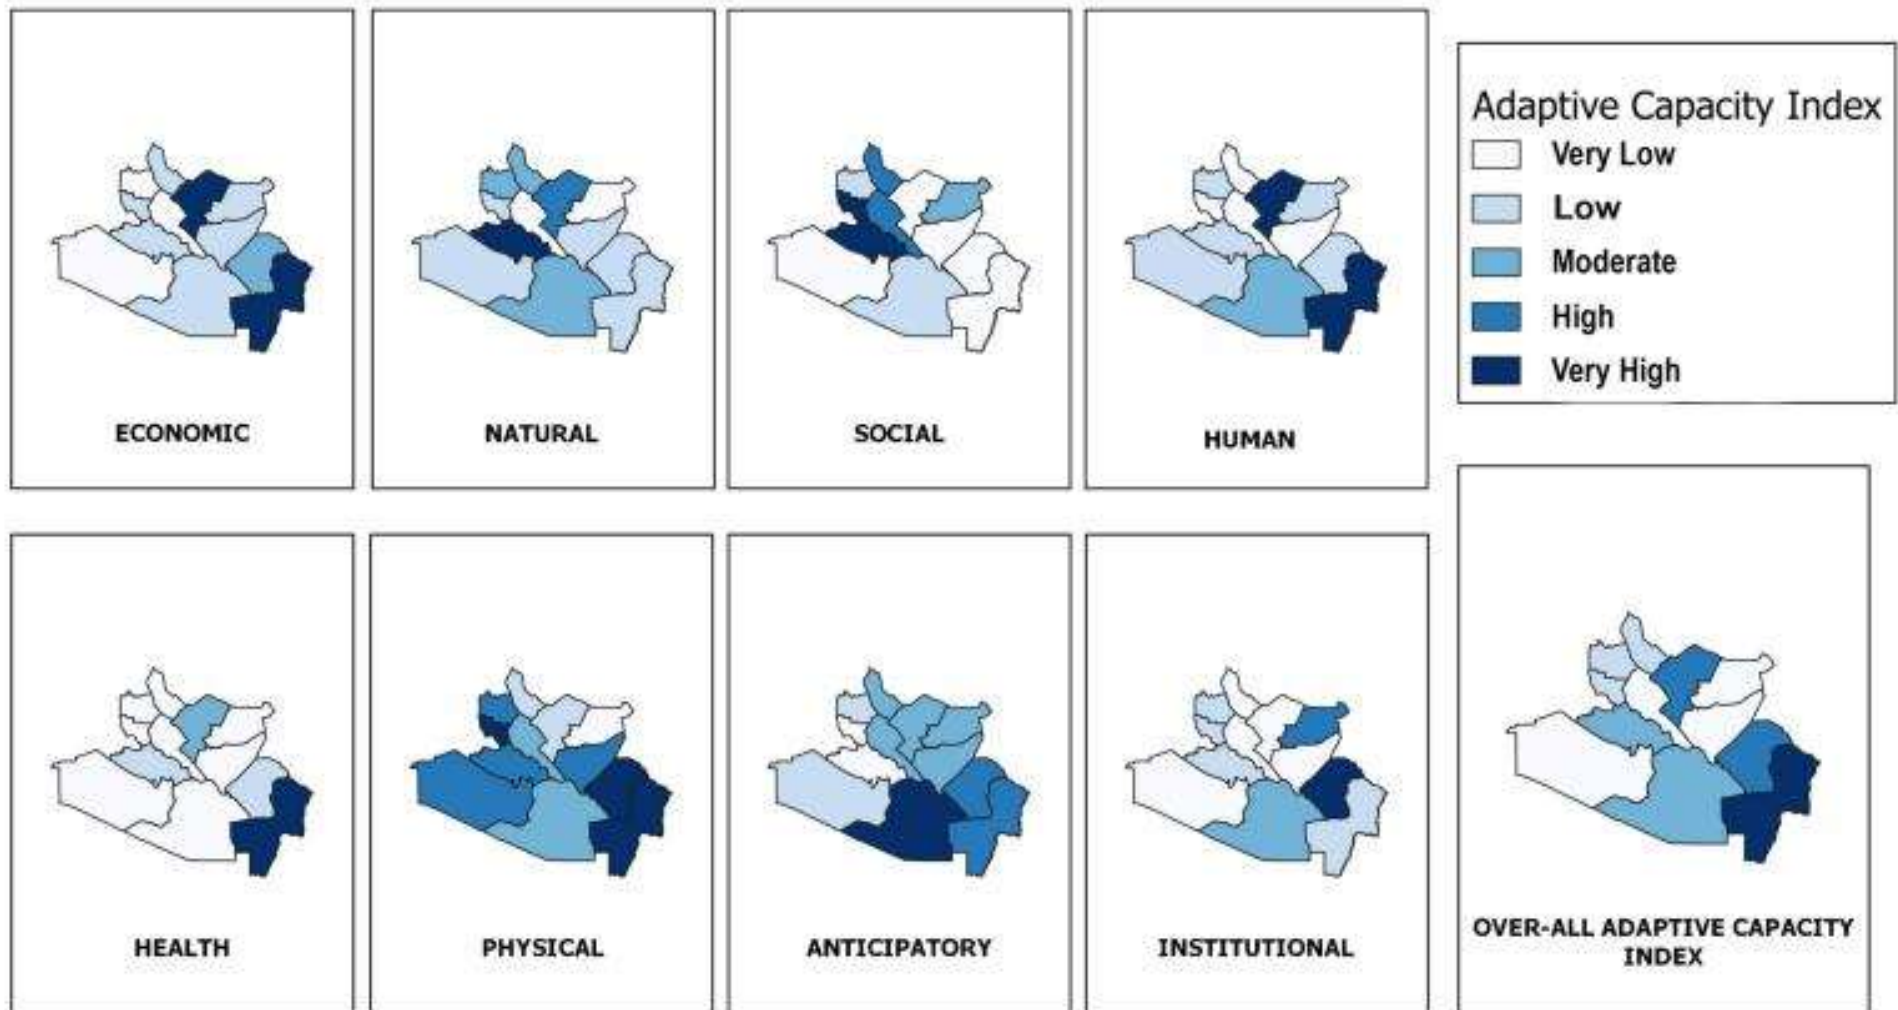 ECONOMIC
NATURAL
SOCIAL
HUMAN
Adaptive Capacity Index
Very Low
Low
Moderate
High
Very High
HEALTH
PHYSICAL
ANTICIPATORY
INSTITUTIONAL
OVER-ALL ADAPTIVE CAPACITY
INDEX